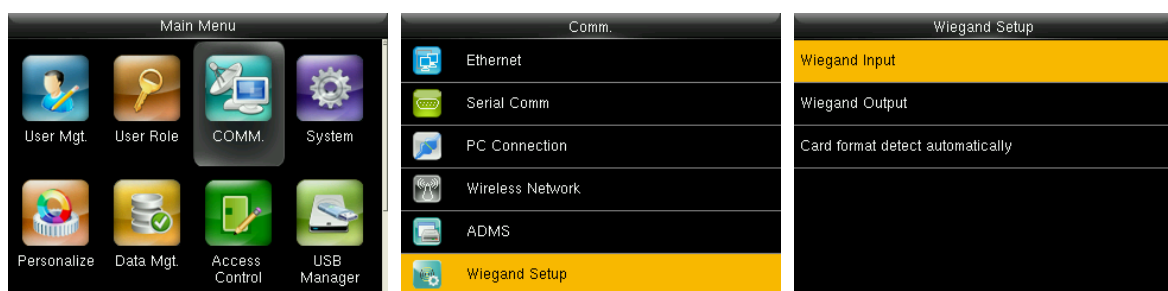 Main Menu
User Mgt.
User Role
COMM.
System
Personalize
Data Mgt.
Access
Control
USB
Manager
Comm.
Ethernet
Serial Comm
PC Connection
Wireless Network
ADMS
Wiegand Setup
Wiegand Setup
Wiegand Input
Wiegand Output
Card format detect automatically